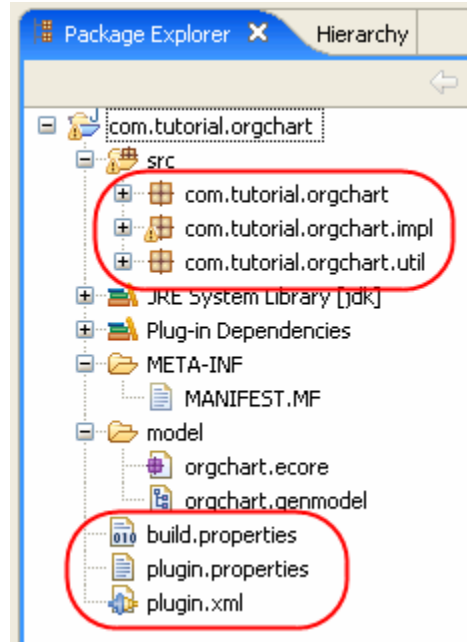 Package Explorer Hierarchy
com.tutorial.orgchart
src
com.tutorial.orgchart
com.tutorial.orgchart.impl
com.tutorial.orgchart.util
JRE System Library [jdk]
Plug-in Dependencies
META-INF
MANIFEST.MF
model
orgchart.ecore
orgchart.genmodel
010 build.properties
plugin.properties
plugin.xml